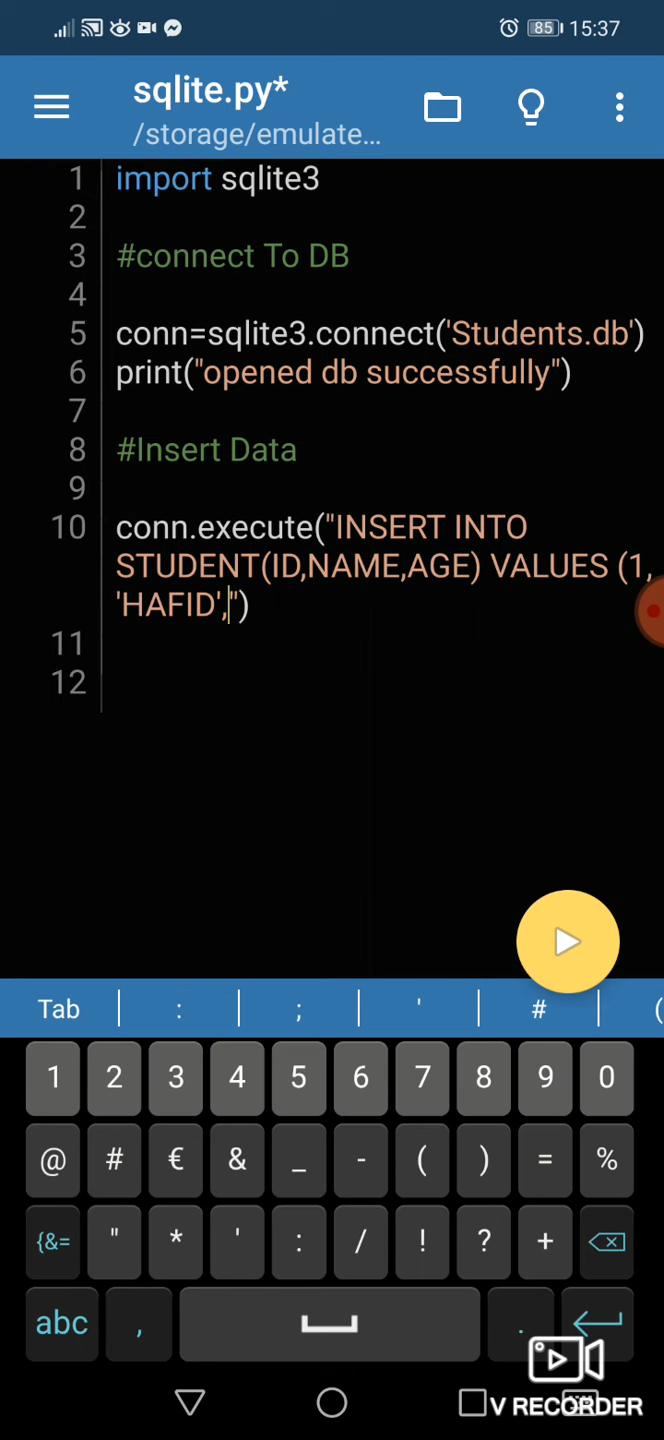 85 15:37
sqlite.py*
/storage/emulate...
1 import sqlite3
2
3 #connect To DB
4
5 conn=sqlite3.connect('Students.db')
6 print("opened db successfully")
7
8 #Insert Data
9
10 conn.execute("INSERT INTO
STUDENT(ID,NAME,AGE) VALUES (1,
'HAFID',")
11
12
Tab : ; ' # (
1 2 3 4 5 6 7 8 9 0
@ # € & _ - ( ) = %
{&= " * ' : / ! ? +
abc , .
V RECORDER